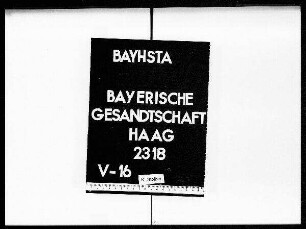 BAYHSTA
BAYERISCHE
GESANDTSCHAFT
HAAG
2318
V-16